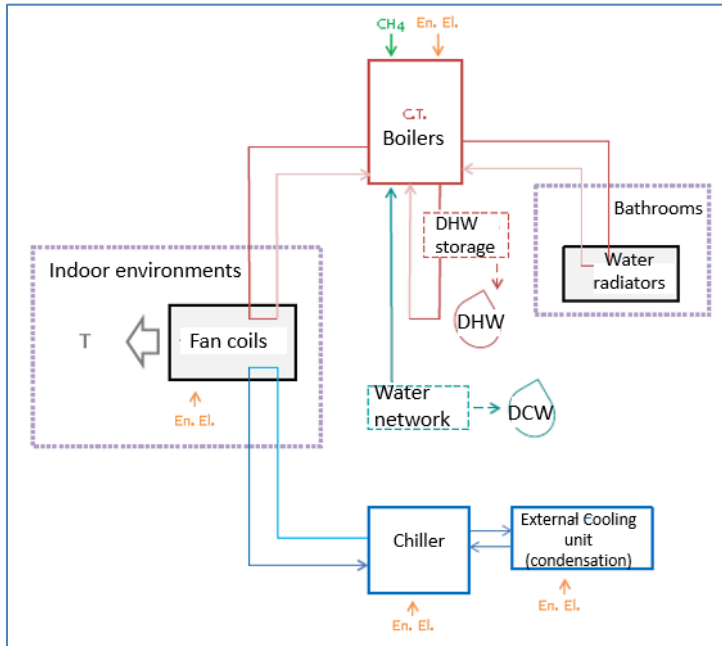 CH4 En. El.
C.T.
Boilers
Bathrooms
DHW
storage
Water
radiators
Indoor environments
DHW
T
Fan coils
Water
network
DCW
En. El.
Chiller
External Cooling
unit
(condensation)
En. El.
En. El.